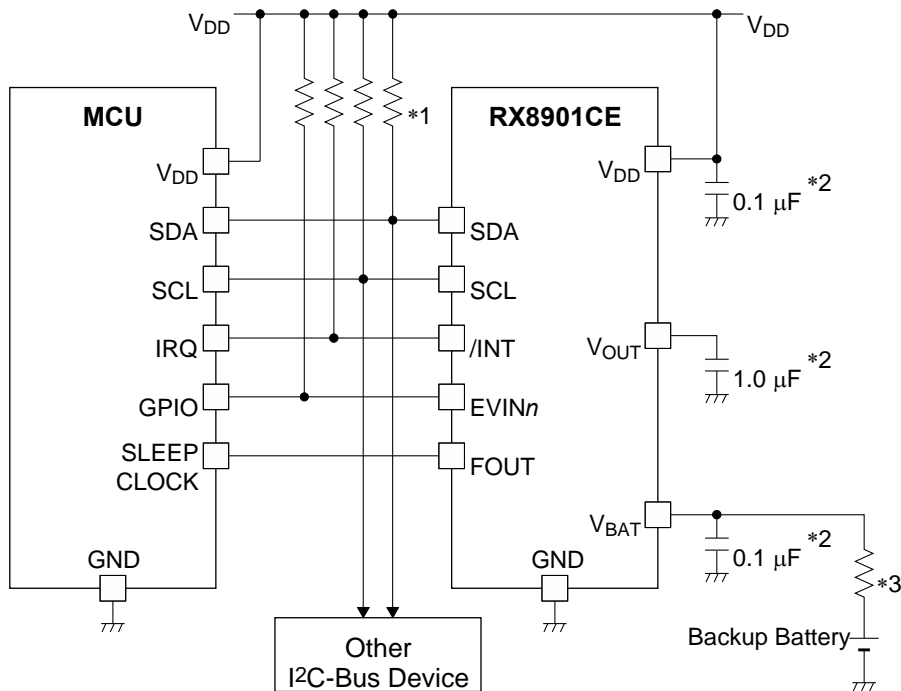 VDD
VDD
MCU
*1
RX8901CE
VDD
VDD
0.1 μF *2
SDA
SDA
SCL
SCL
IRQ
/INT
VOUT
1.0 μF *2
GPIO
EVINn
SLEEP
CLOCK
FOUT
VBAT
0.1 μF *2
GND
GND
*3
Backup Battery
Other
I2C-Bus Device